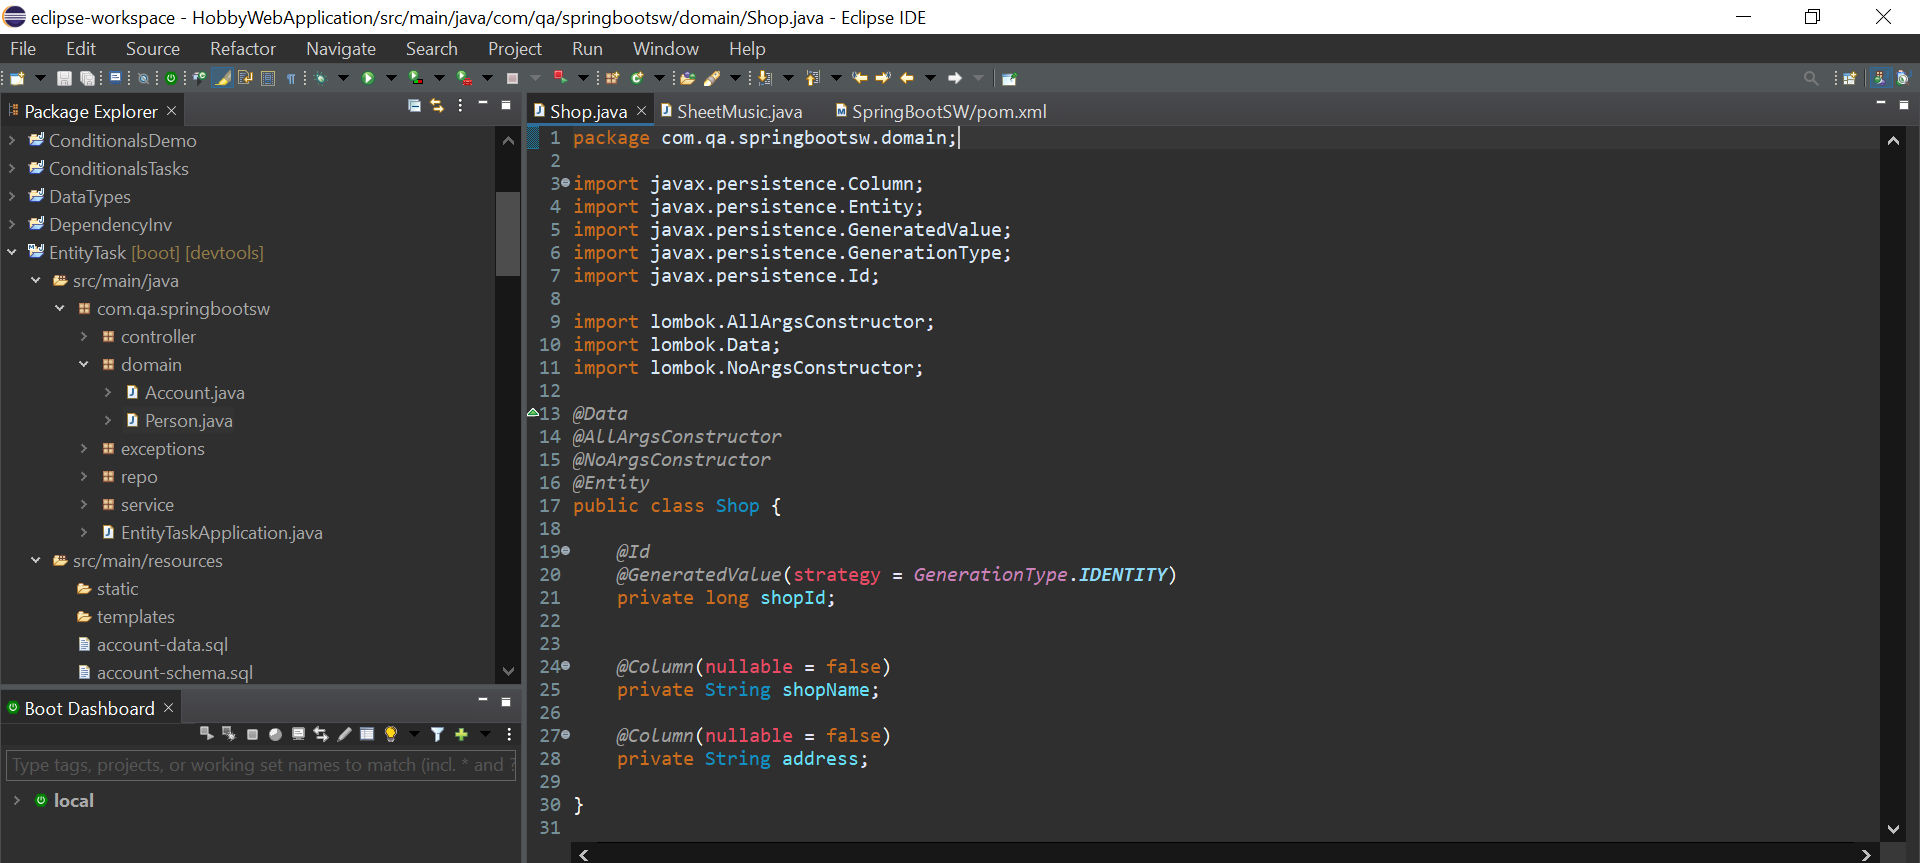 eclipse-workspace - HobbyWebApplication/src/main/java/com/qa/springbootsw/domain/Shop.java - Eclipse IDE
File Edit Source Refactor Navigate Search Project Run Window Help
Package Explorer
ConditionalsDemo
ConditionalsTasks
DataTypes
DependencyInv
EntityTask [boot] [devtools]
src/main/java
com.qa.springbootsw
controller
domain
Account.java
Person.java
exceptions
repo
service
EntityTaskApplication.java
src/main/resources
static
templates
account-data.sql
account-schema.sql
Boot Dashboard
Type tags, projects, or working set names to match (incl. * and ?
local
Shop.java SheetMusic.java SpringBootSW/pom.xml
1 package com.qa.springbootsw.domain;
2
3 import javax.persistence.Column;
4 import javax.persistence.Entity;
5 import javax.persistence.GeneratedValue;
6 import javax.persistence.GenerationType;
7 import javax.persistence.Id;
8
9 import lombok.AllArgsConstructor;
10 import lombok.Data;
11 import lombok.NoArgsConstructor;
12
13 @Data
14 @AllArgsConstructor
15 @NoArgsConstructor
16 @Entity
17 public class Shop {
18
19 @Id
20 @GeneratedValue(strategy = GenerationType.IDENTITY)
21 private long shopId;
22
23
24 @Column(nullable = false)
25 private String shopName;
26
27 @Column(nullable = false)
28 private String address;
29
30 }
31